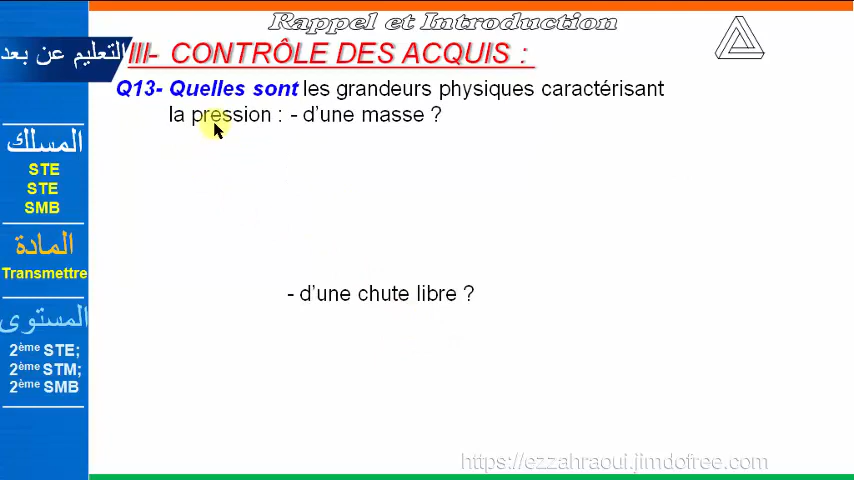 Rappel et Introduction
التعليم عن بعد
III- CONTRÔLE DES ACQUIS :
Q13- Quelles sont les grandeurs physiques caractérisant
la pression : - d’une masse ?
المسلك
STE
STE
SMB
المادة
Transmettre
- d’une chute libre ?
المستوى
2ème STE;
2ème STM;
2ème SMB
https://ezzahraoui.jimdofree.com